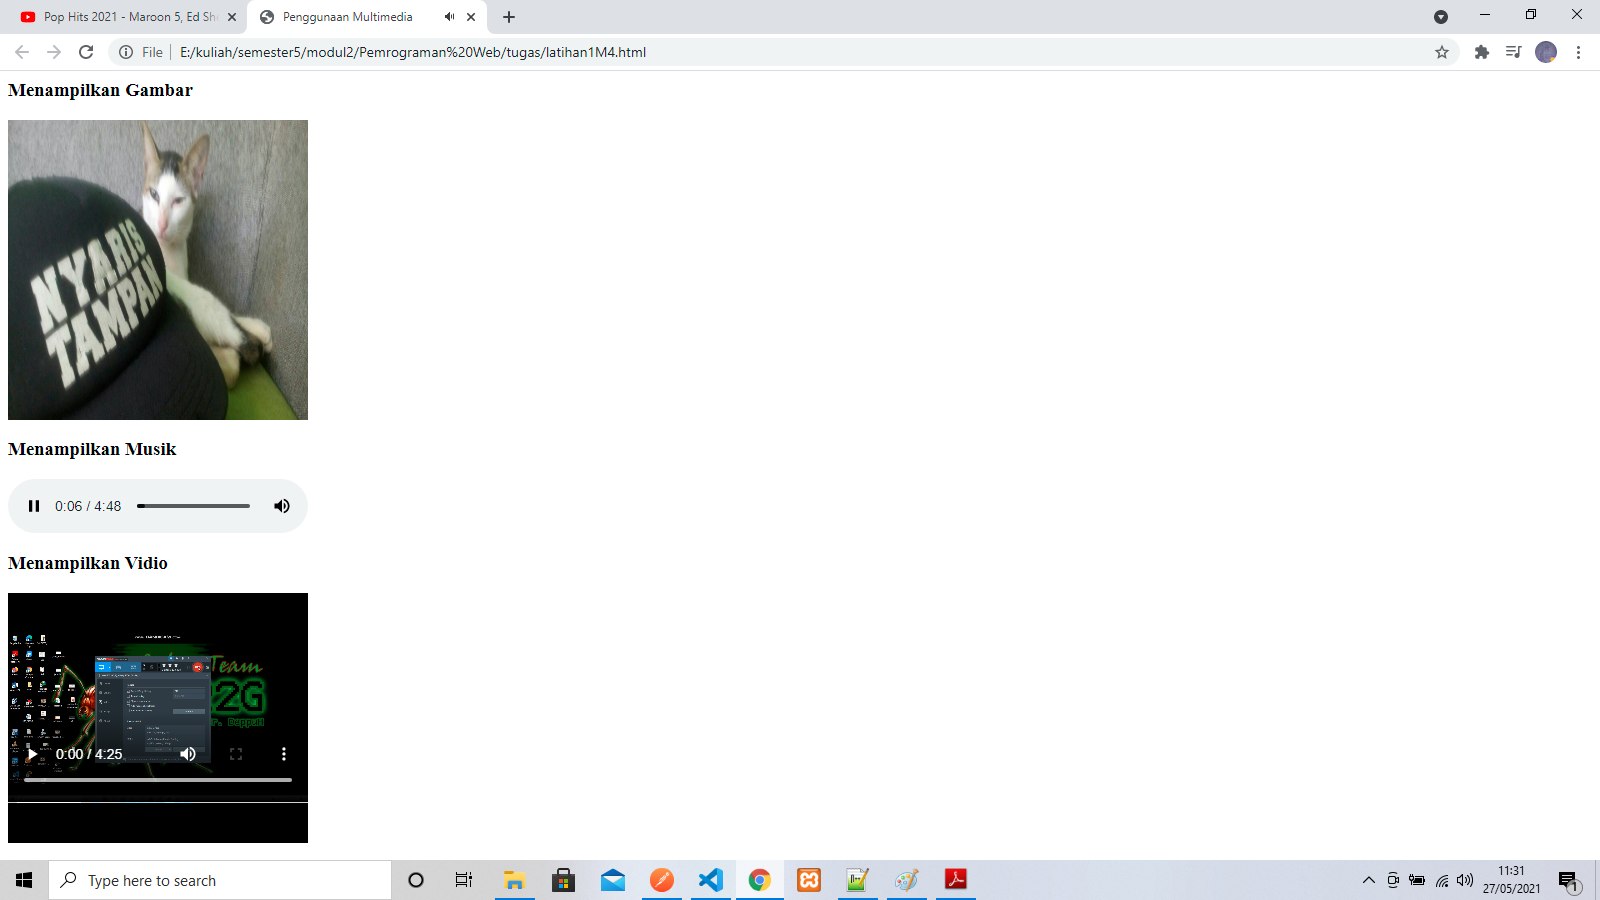 Pop Hits 2021 - Maroon 5, Ed Sh
Penggunaan Multimedia
File
E:/kuliah/semester5/modul2/Pemrograman%20Web/tugas/latihan1M4.html
Menampilkan Gambar
NYARIS
TAMPAN
Menampilkan Musik
0:06 / 4:48
Menampilkan Vidio
Team
2G
0:00 / 4:25
Type here to search
11:31
27/05/2021
1